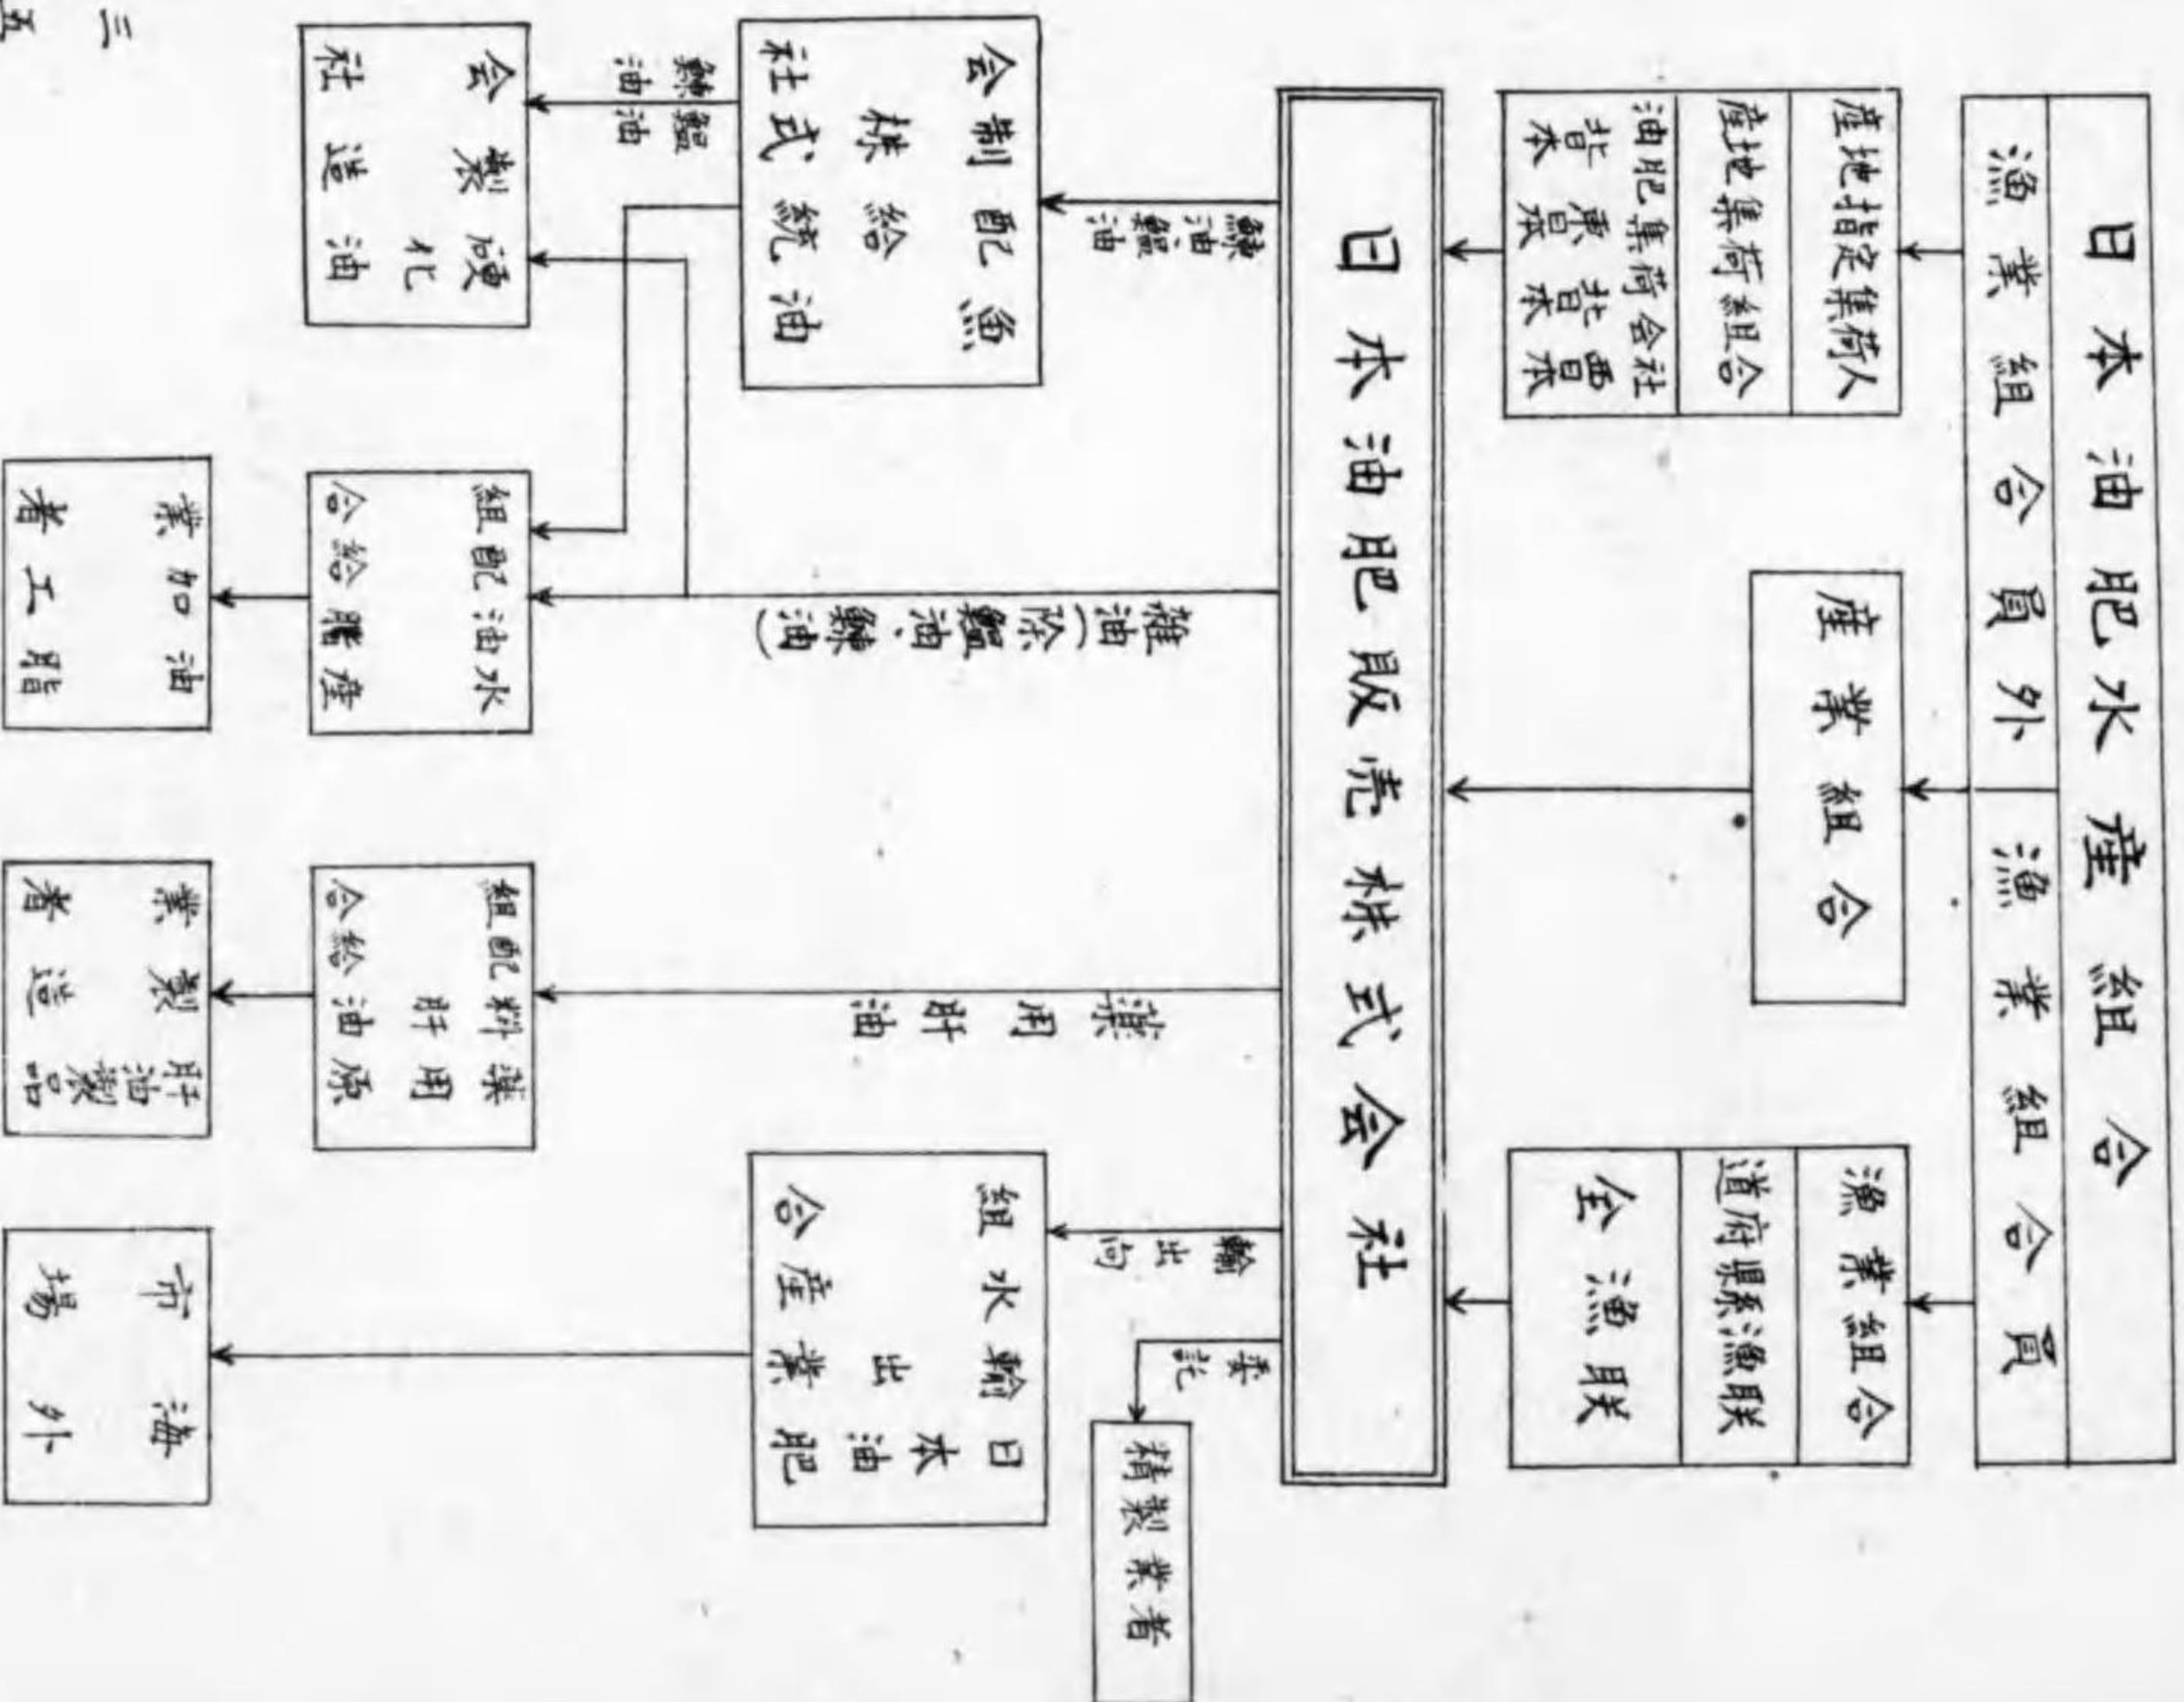 日本油肥水産組合
漁業組合員外
漁業組合員
産地指定集荷人
産地集荷組合
油肥集荷会社
産業組合
漁業組合
道府県漁联
全漁联
日本油肥販売株式会社
鰊油
鰮油
雑油(除鰮油、鰊油)
薬用肝油
輸出向
委託
精製業者
魚油
配給統制
株式会社
日本油肥
輸出
水産業
組合
鰮油
鰊油
硬化油
製造
会社
水産
油脂
配給
組合
薬用肝油原
料
配給
組合
油脂
加工
業者
肝油製品
製造
業者
海外
市場
三五